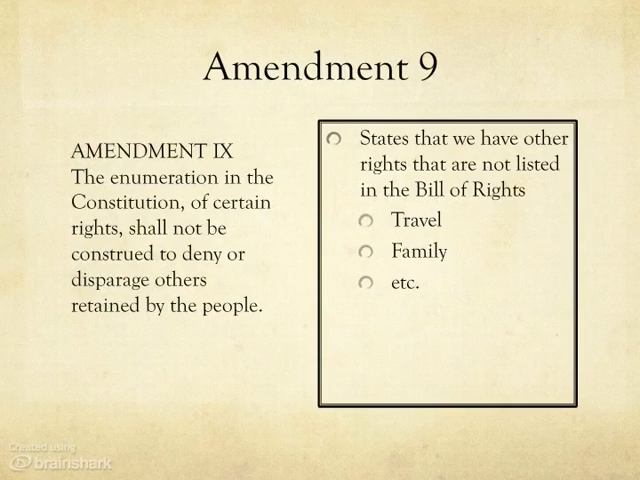 Amendment 9
AMENDMENT IX
The enumeration in the
Constitution, of certain
rights, shall not be
construed to deny or
disparage others
retained by the people.
States that we have other
rights that are not listed
in the Bill of Rights
Travel
Family
etc.
Created using
brainshark